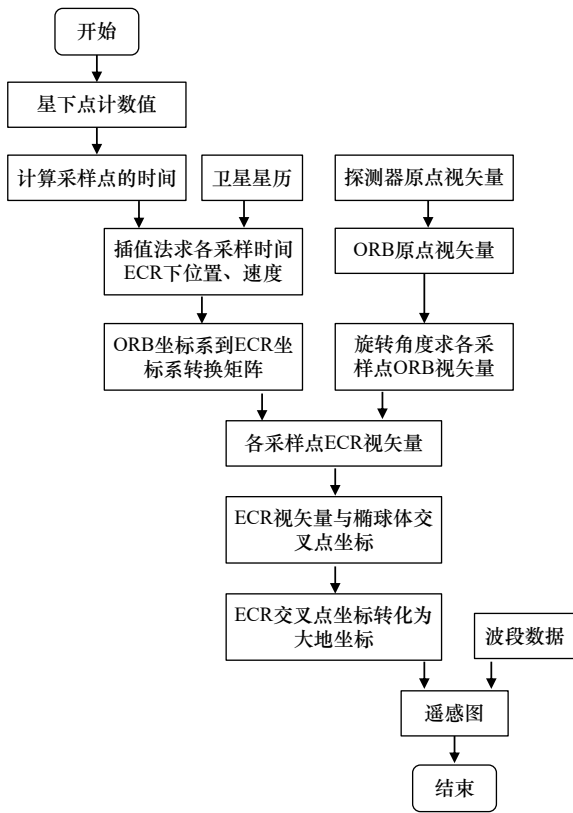 开始
星下点计数值
计算采样点的时间
卫星星历
探测器原点视矢量
插值法求各采样时间
ECR下位置、速度
ORB原点视矢量
ORB坐标系到ECR坐
标系转换矩阵
旋转角度求各采
样点ORB视矢量
各采样点ECR视矢量
ECR视矢量与椭球体交
叉点坐标
ECR交叉点坐标转化为
大地坐标
波段数据
遥感图
结束